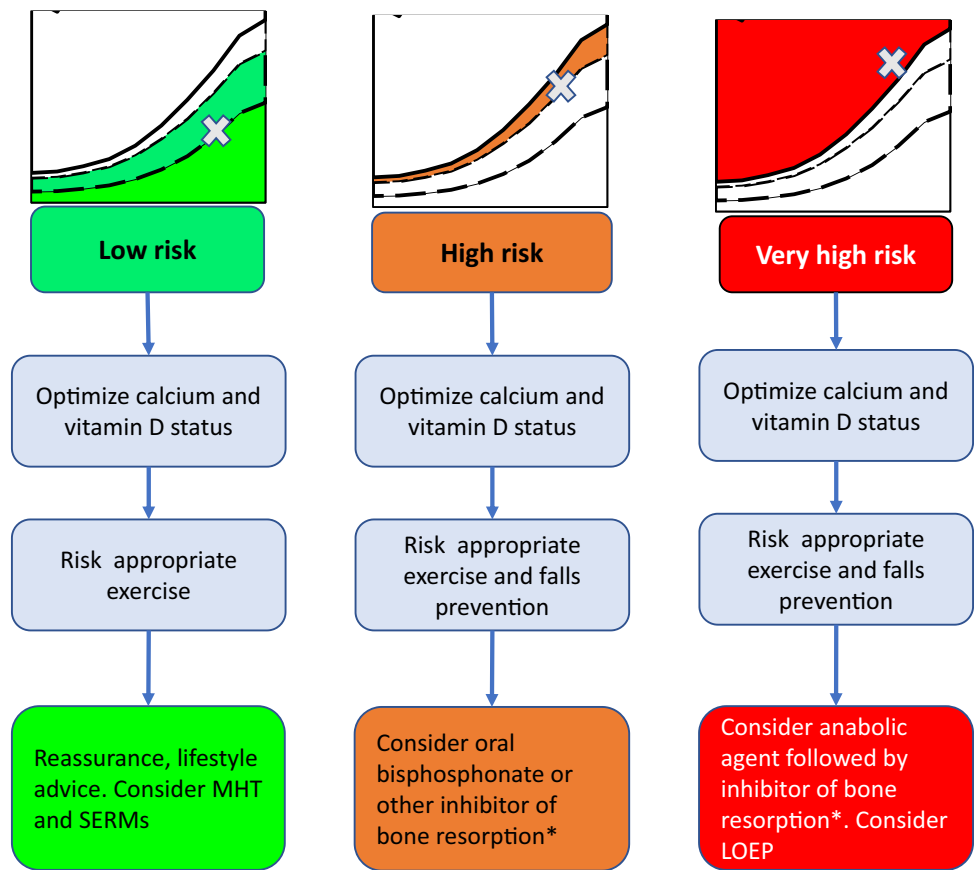 Low risk
High risk
Very high risk
Optimize calcium and
vitamin D status
Optimize calcium and
vitamin D status
Optimize calcium and
vitamin D status
Risk appropriate
exercise
Risk appropriate
exercise and falls
prevention
Risk appropriate
exercise and falls
prevention
Reassurance, lifestyle
advice. Consider MHT
and SERMs
Consider oral
bisphosphonate or
other inhibitor of
bone resorption*
Consider anabolic
agent followed by
inhibitor of bone
resorption*. Consider
LOEP